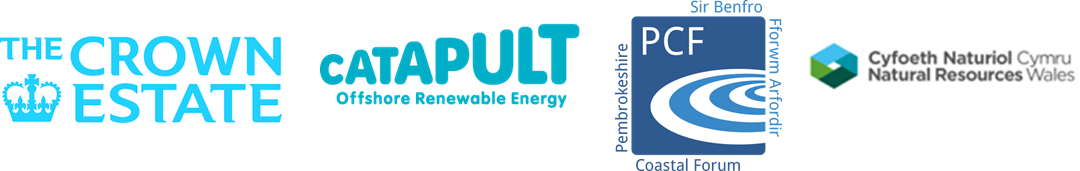 THE CROWN
ESTATE
CATAPULT
Offshore Renewable Energy
Sir Benfro
PCF
Pembrokeshire
Fforwm Arfordir
Coastal Forum
Cyfoeth Naturiol Cymru
Natural Resources Wales